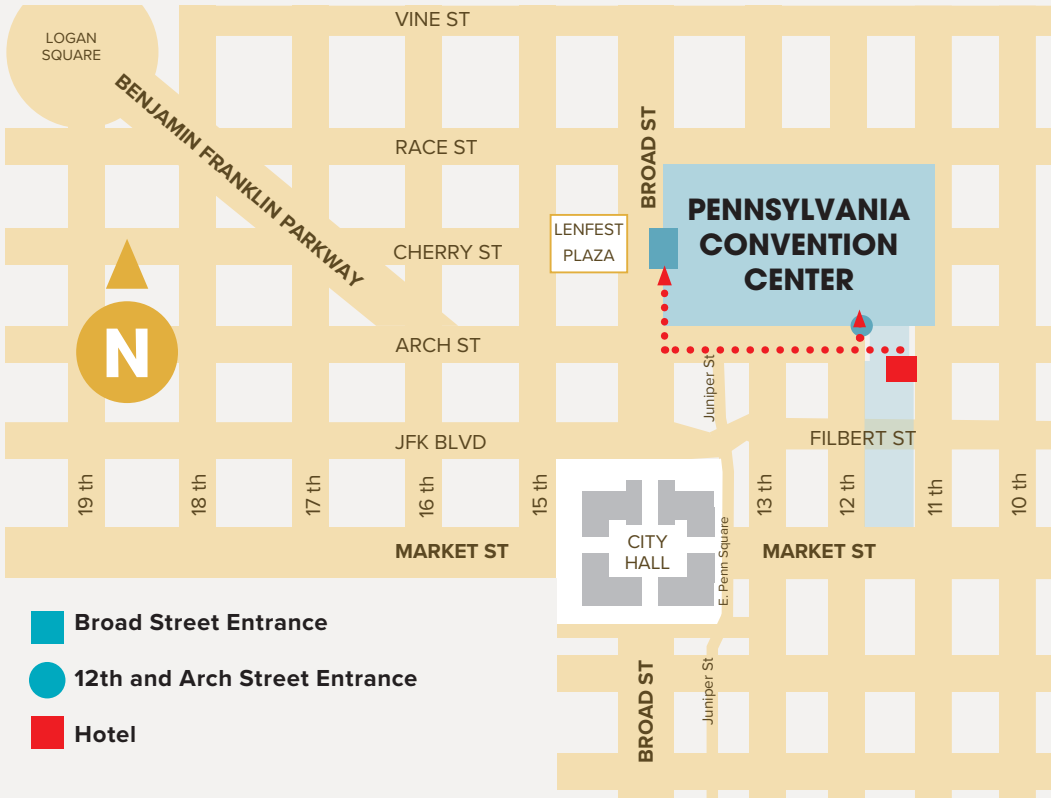 VINE ST
LOGAN
SQUARE
BENJAMIN FRANKLIN PARKWAY
BROAD ST
RACE ST
PENNSYLVANIA
CONVENTION
CENTER
LENFEST
PLAZA
CHERRY ST
N
ARCH ST
Juniper St
JFK BLVD
FILBERT ST
19 th
18 th
17 th
16 th
15 th
13 th
12 th
11 th
10 th
CITY
HALL
E. Penn Square
MARKET ST
MARKET ST
Broad Street Entrance
12th and Arch Street Entrance
Hotel
BROAD ST
Juniper St